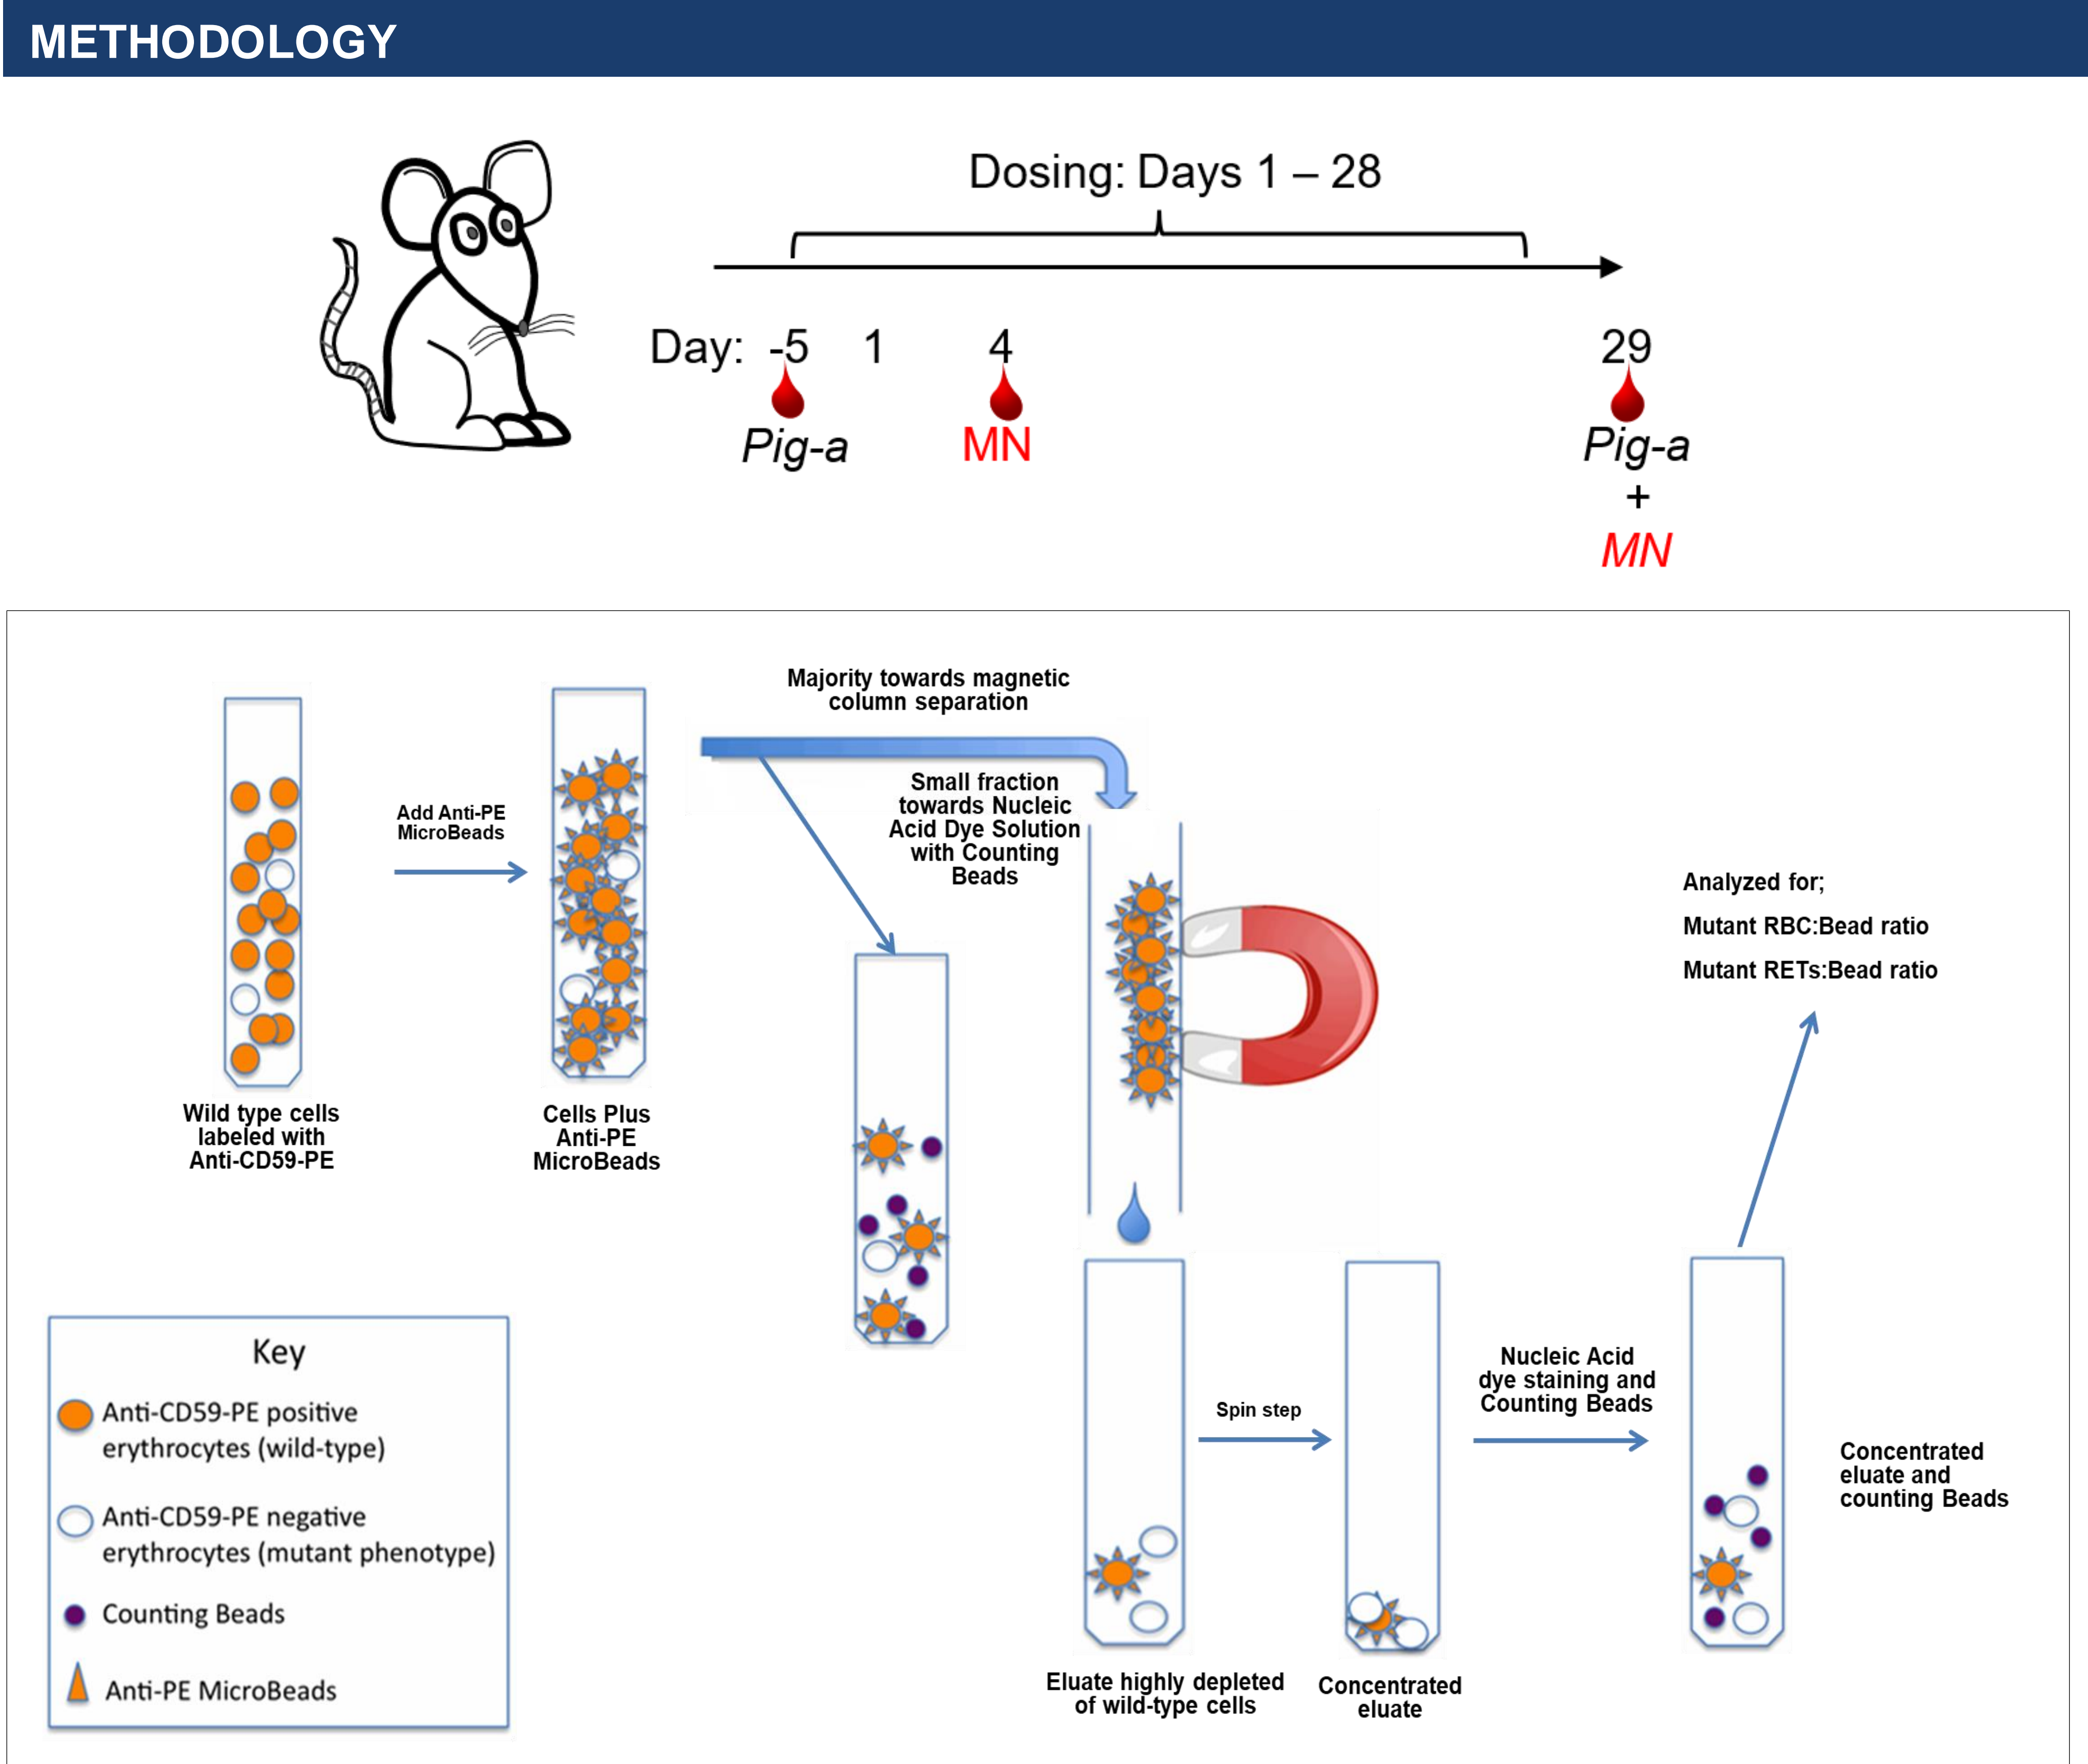 METHODOLOGY
Dosing: Days 1 – 28
Day: -5 1 4 29
Pig-a MN Pig-a
+
MN
Majority towards magnetic
column separation
Small fraction
towards Nucleic
Acid Dye Solution
with Counting
Beads
Add Anti-PE
MicroBeads
Analyzed for;
Mutant RBC:Bead ratio
Mutant RETs:Bead ratio
Wild type cells
labeled with
Anti-CD59-PE
Cells Plus
Anti-PE
MicroBeads
Key
Anti-CD59-PE positive
erythrocytes (wild-type)
Anti-CD59-PE negative
erythrocytes (mutant phenotype)
Counting Beads
Anti-PE MicroBeads
Spin step
Nucleic Acid
dye staining and
Counting Beads
Concentrated
eluate and
counting Beads
Eluate highly depleted
of wild-type cells
Concentrated
eluate